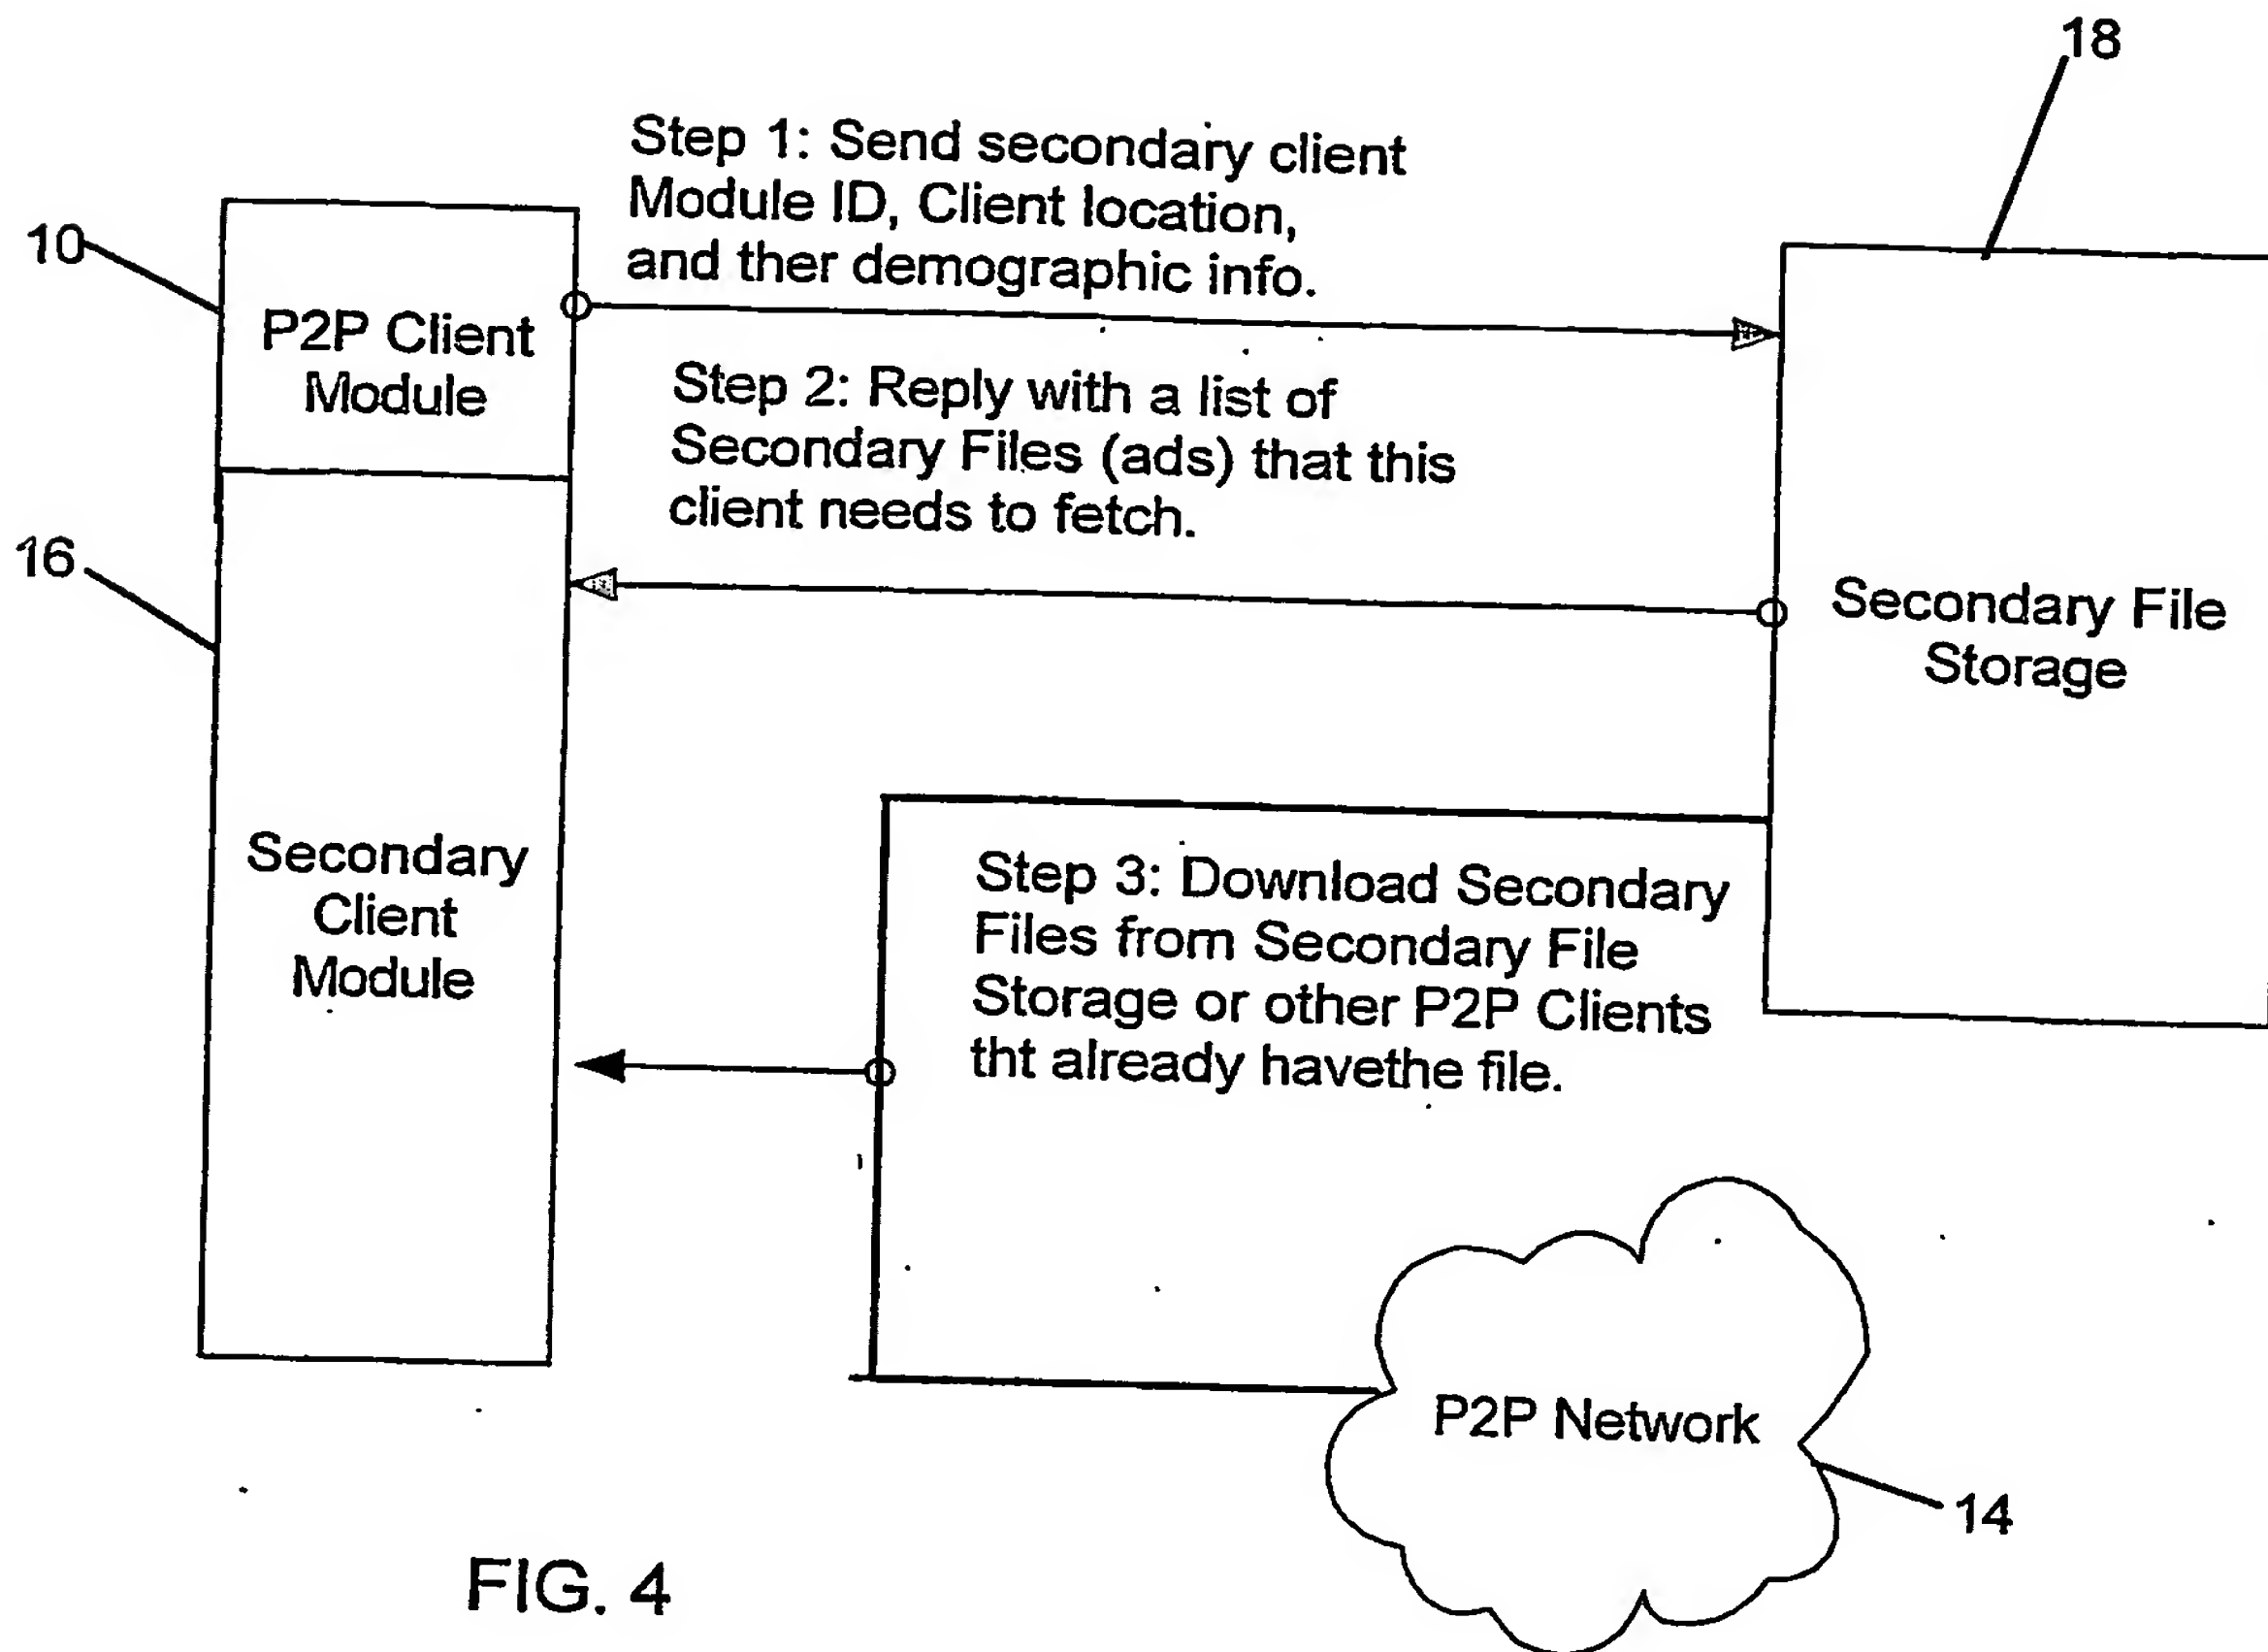 18
Step 1: Send secondary client
Module ID, Client location,
and ther demographic info.
10
P2P Client
Module
Step 2: Reply with a list of
Secondary Files (ads) that this
client needs to fetch.
16
Secondary File
Storage
Secondary
Client
Module
Step 3: Download Secondary
Files from Secondary File
Storage or other P2P Clients
tht already havethe file.
P2P Network
14
FIG. 4